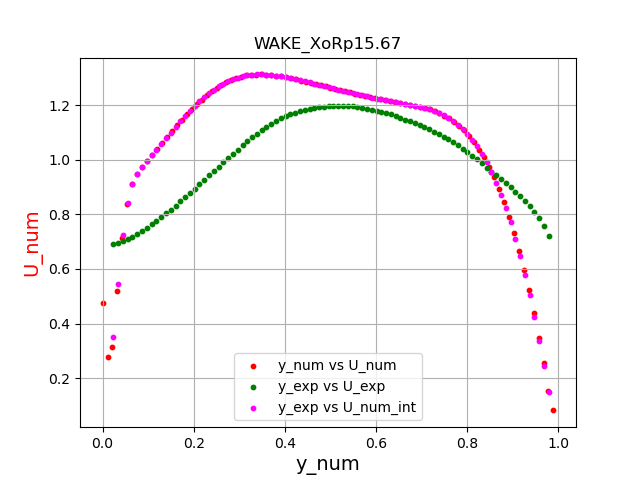 WAKE_XoRp15.67
U_num
1.2
1.0
0.8
0.6
0.4
0.2
y_num vs U_num
y_exp vs U_exp
y_exp vs U_num_int
0.0 0.2 0.4 0.6 0.8 1.0
y_num